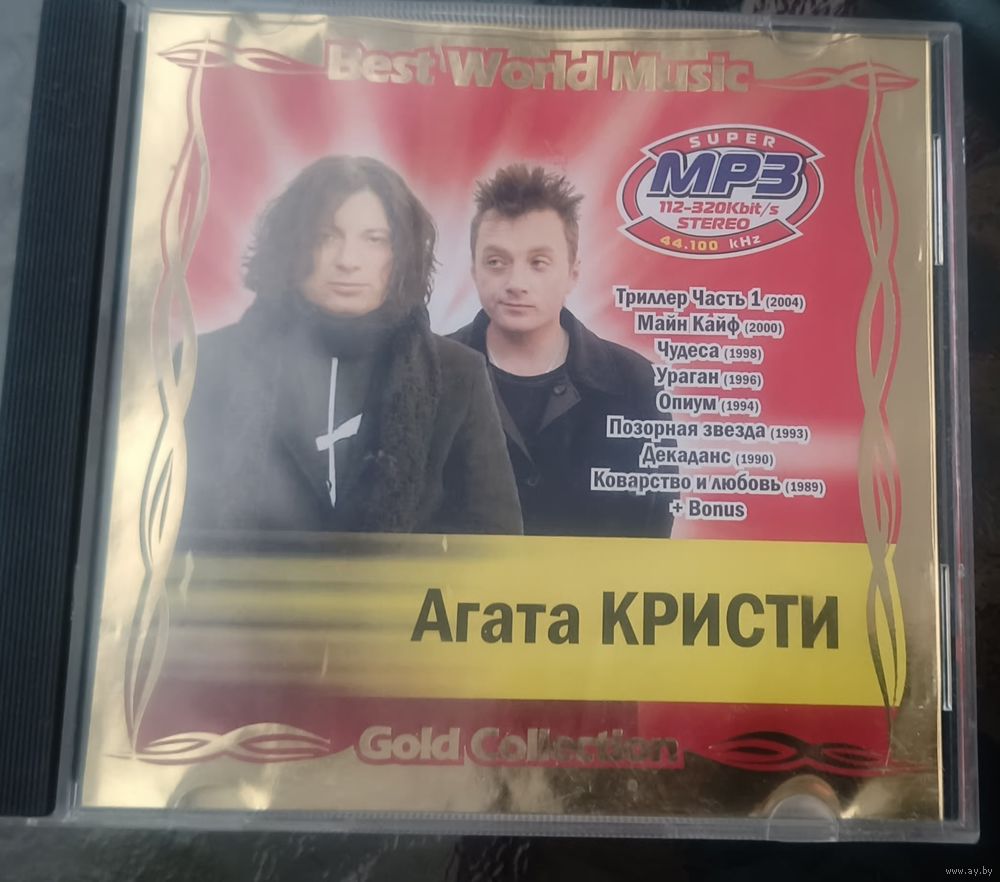 Best World Music
SUPER
MP3
112-320Kbit/s
STEREO
44.100 kHz
Триллер Часть 1 (2004)
Майн Кайф (2000)
Чудеса (1998)
Ураган (1996)
Опиум (1994)
Позорная звезда (1993)
Декаданс (1990)
Коварство и любовь (1989)
+ Bonus
Агата КРИСТИ
Gold Collection
www.ay.by